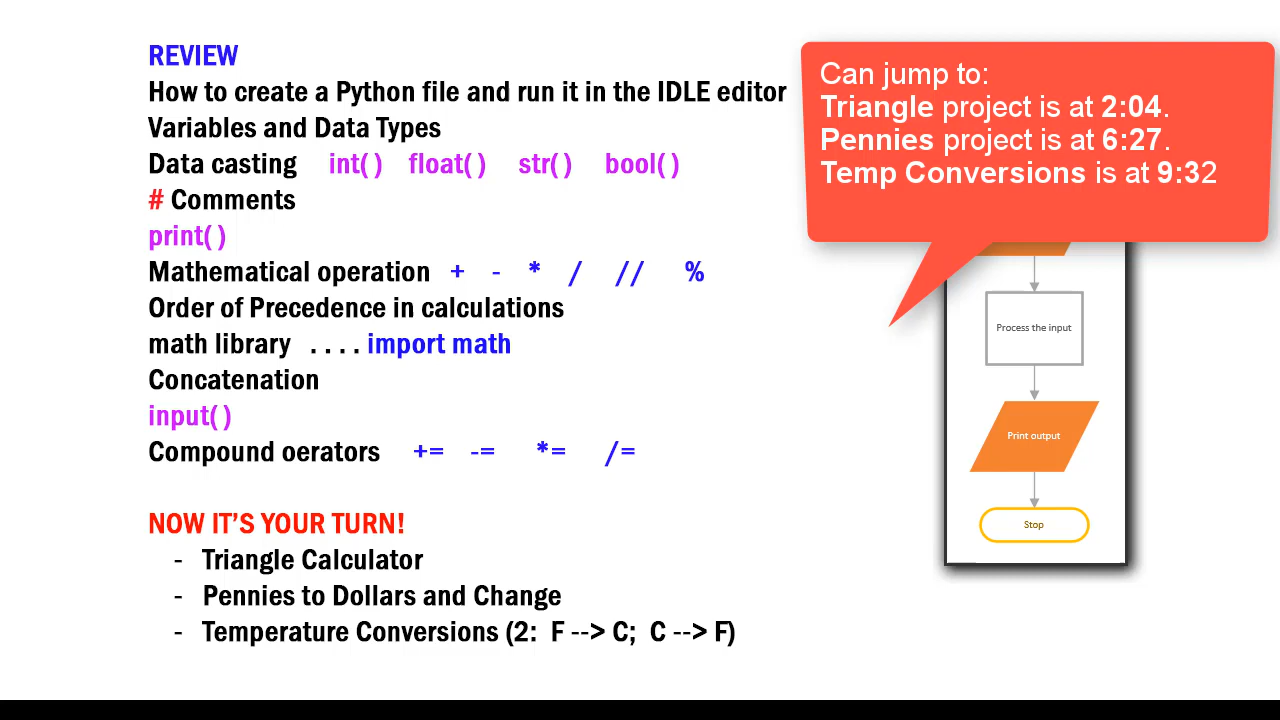 REVIEW
How to create a Python file and run it in the IDLE editor
Variables and Data Types
Data casting int( ) float( ) str( ) bool( )
# Comments
print( )
Mathematical operation + - * / // %
Order of Precedence in calculations
math library . . . . import math
Concatenation
input( )
Compound oerators += -= *= /=
NOW IT'S YOUR TURN!
- Triangle Calculator
- Pennies to Dollars and Change
- Temperature Conversions (2: F --> C; C --> F)
Can jump to:
Triangle project is at 2:04.
Pennies project is at 6:27.
Temp Conversions is at 9:32
Process the input
Print output
Stop